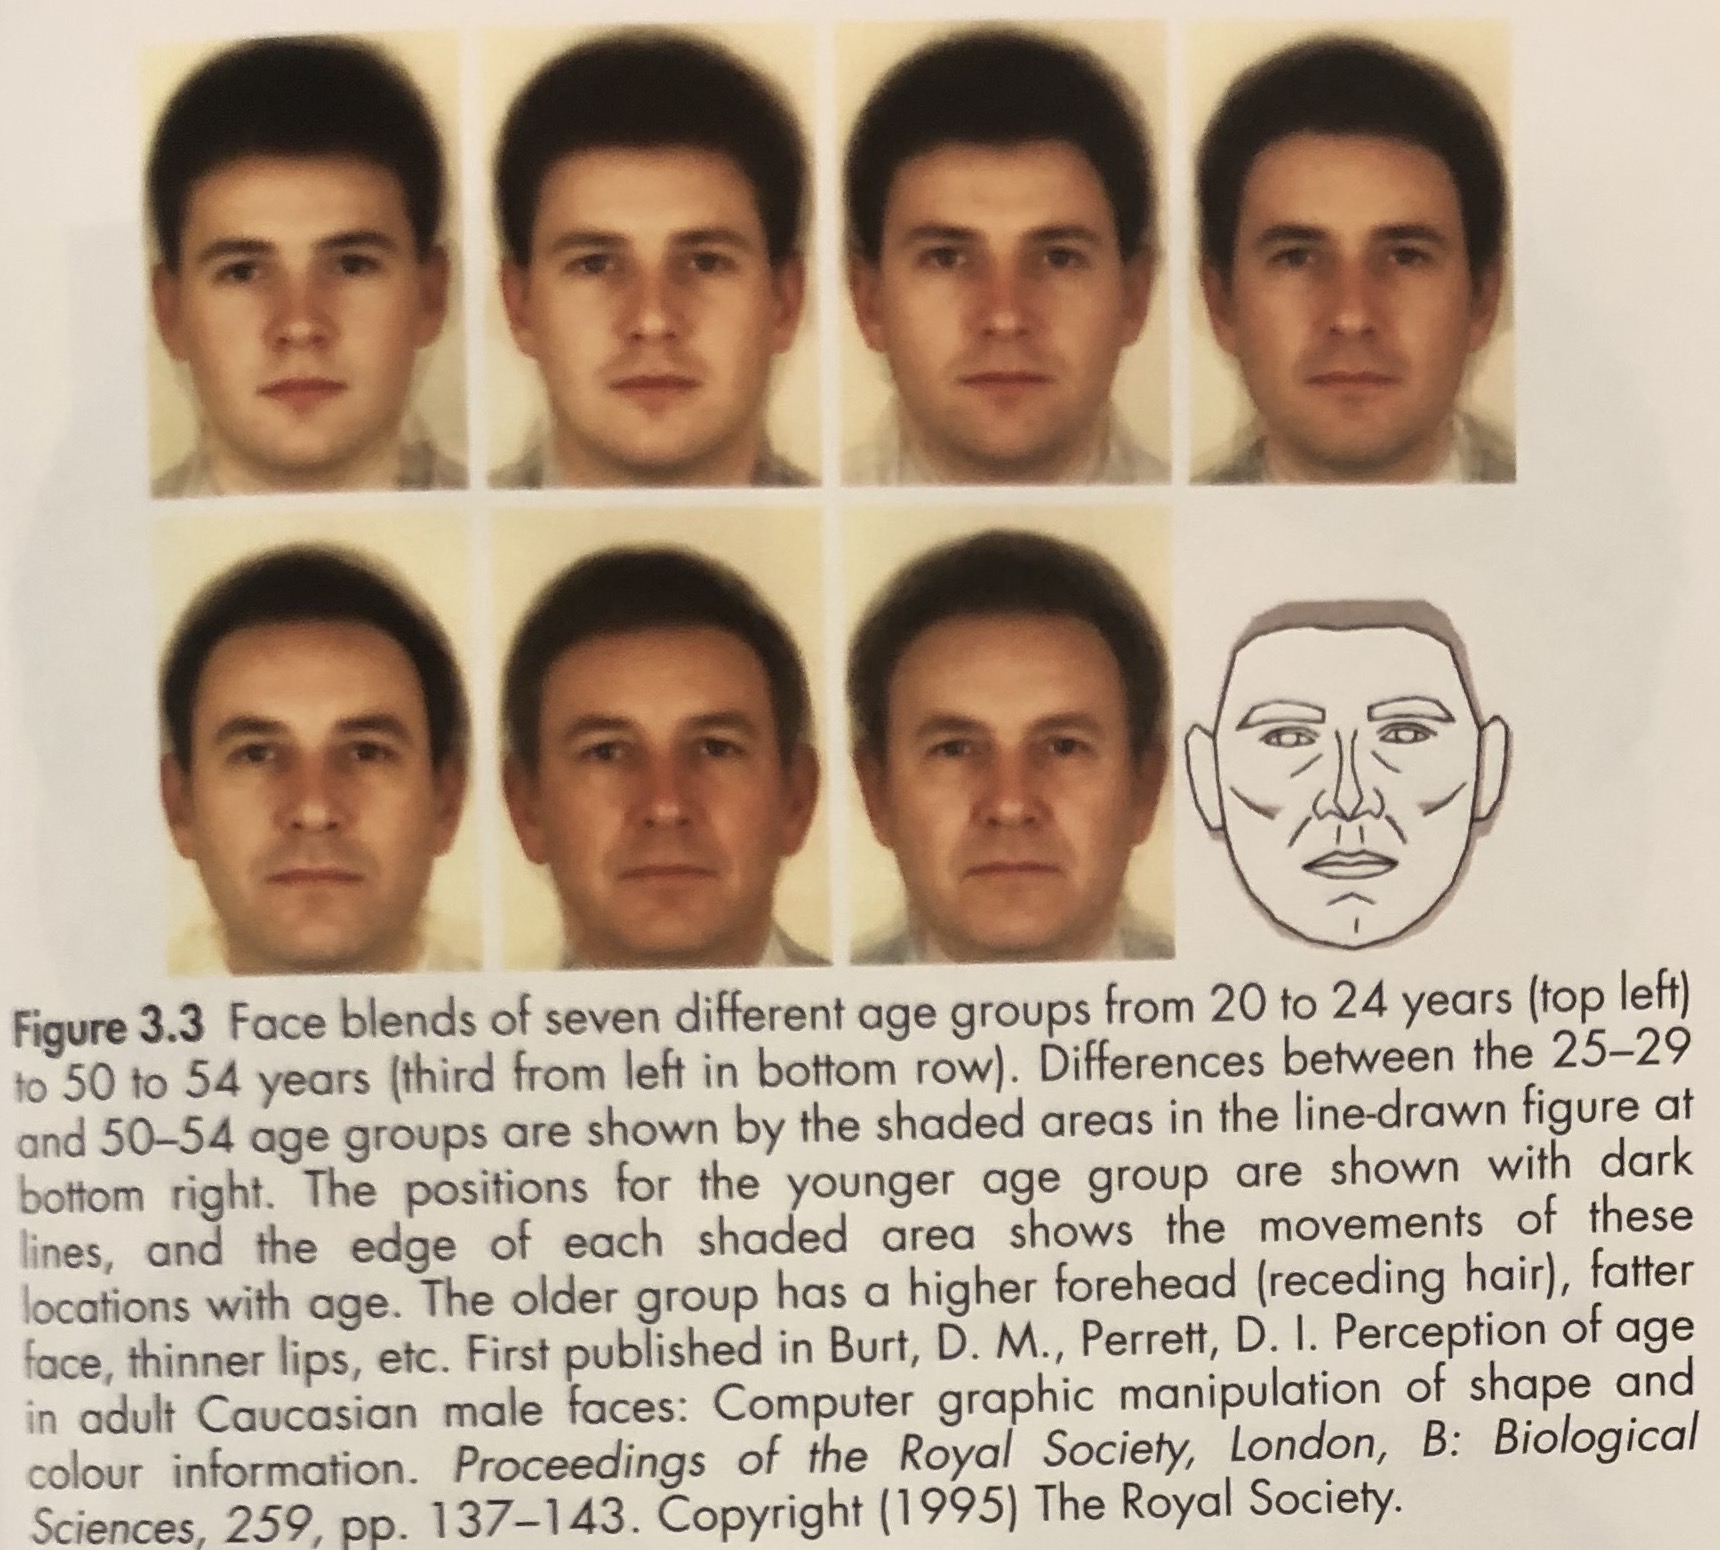 Figure 3.3 Face blends of seven different age groups from 20 to 24 years (top left)
to 50 to 54 years (third from left in bottom row). Differences between the 25–29
and 50–54 age groups are shown by the shaded areas in the line-drawn figure at
bottom right. The positions for the younger age group are shown with dark
lines, and the edge of each shaded area shows the movements of these
locations with age. The older group has a higher forehead (receding hair), fatter
face, thinner lips, etc. First published in Burt, D. M., Perrett, D. I. Perception of age
in adult Caucasian male faces: Computer graphic manipulation of shape and
colour information. Proceedings of the Royal Society, London, B: Biological
Sciences, 259, pp. 137–143. Copyright (1995) The Royal Society.